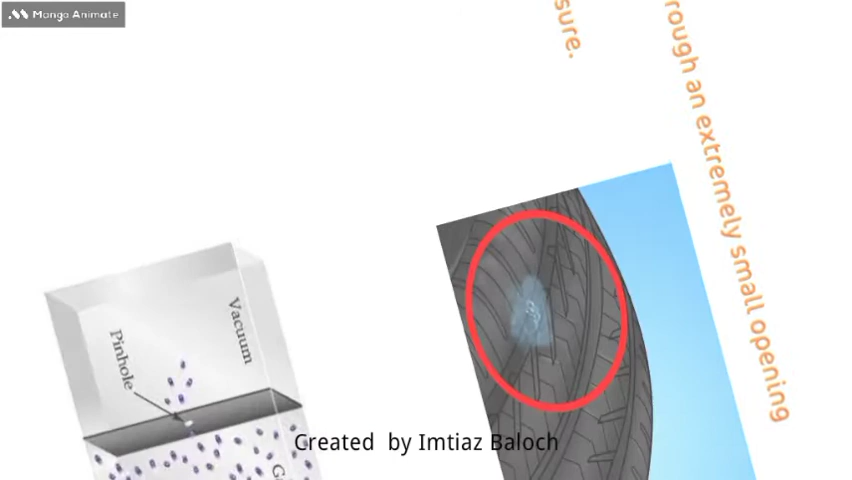 Mango Animate
sure.
rough an extremely small opening
Vacuum
Pinhole
Created by Imtiaz Baloch